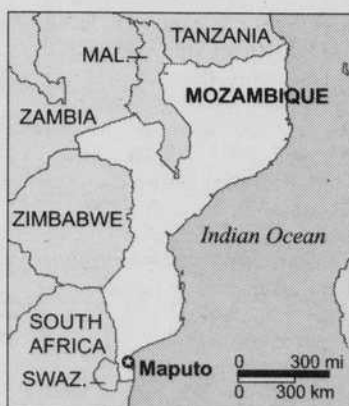 TANZANIA
MAL.
MOZAMBIQUE
ZAMBIA
ZIMBABWE
Indian Ocean
SOUTH
AFRICA
Maputo
SWAZ.
0 300 mi
0 300 km